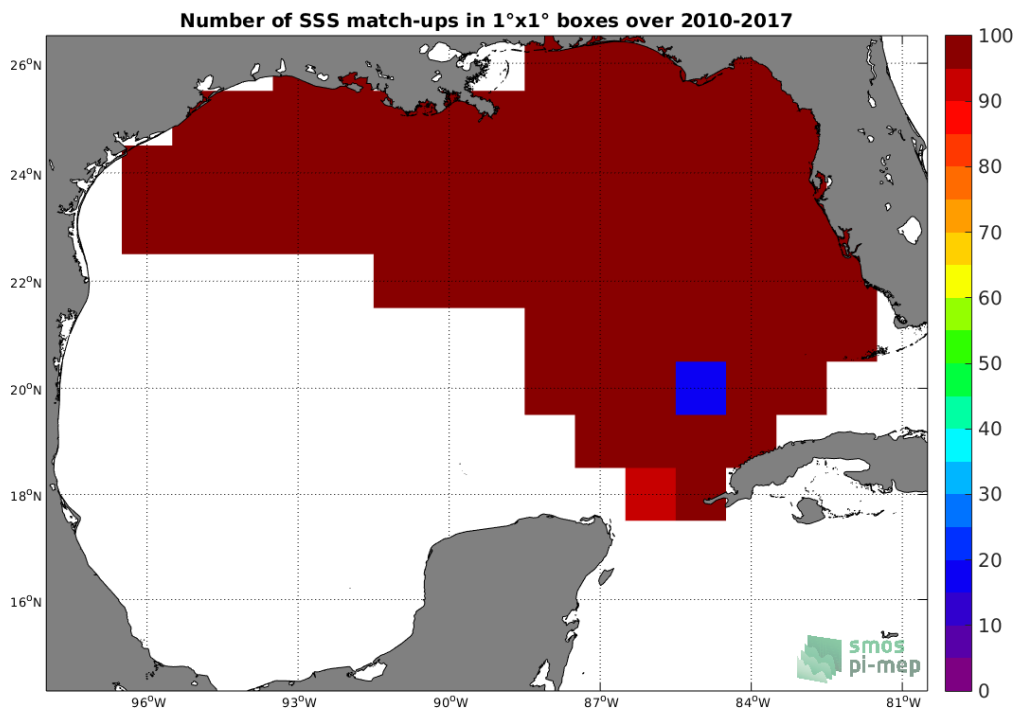 Number of SSS match-ups in 1°x1° boxes over 2010-2017
26°N
24°N
22°N
20°N
18°N
16°N
96°W
93°W
90°W
87°W
84°W
81°W
100
90
80
70
60
50
40
30
20
10
0
smos
pi-mep